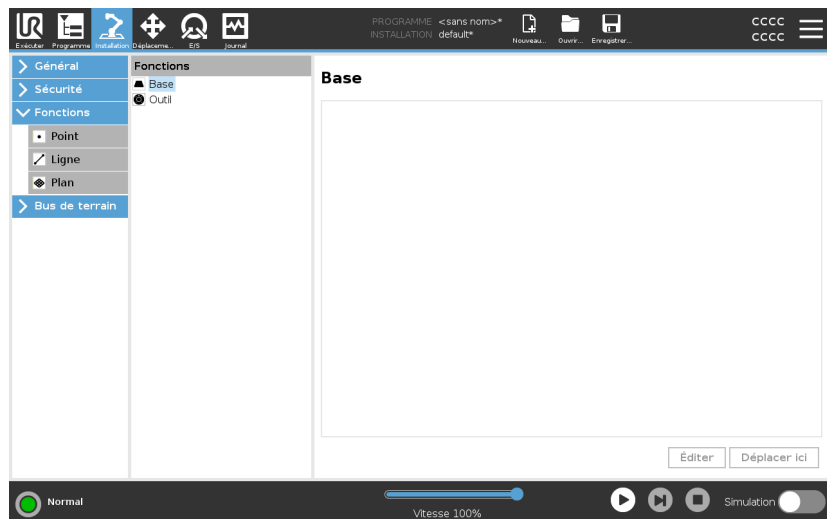 PROGRAMME <sans nom>*
INSTALLATION default*
CCCC
CCCC
Exécuter Programme Installation Déplaceme... E/S Journal
Nouveau... Ouvrir... Enregistrer...
Général
Sécurité
Fonctions
Point
Ligne
Plan
Bus de terrain
Fonctions
Base
Outil
Base
Éditer Déplacer ici
Normal
Vitesse 100%
Simulation